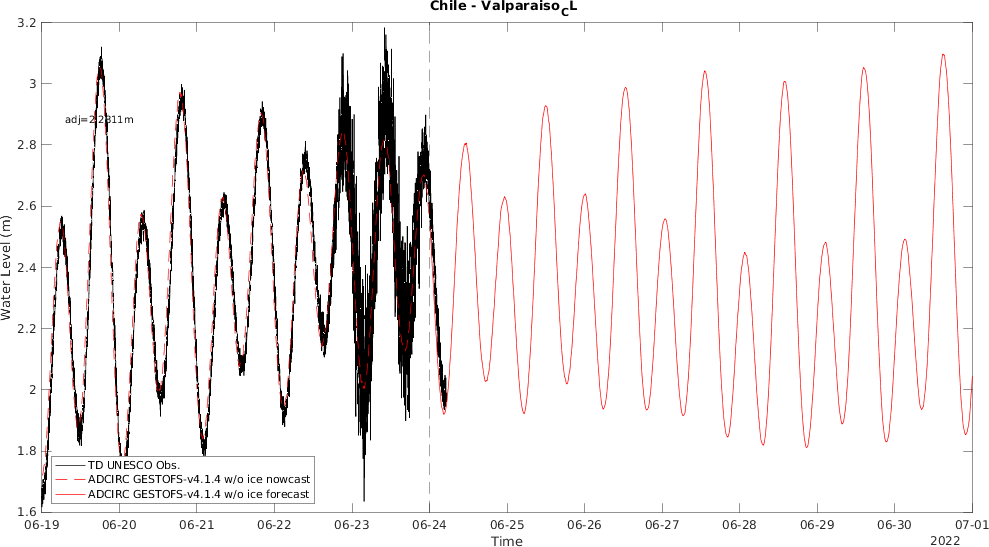 Chile - Valparaiso_CL
3.2
3
2.8
2.6
2.4
2.2
2
1.8
1.6
Water Level (m)
adj=2.2811m
TD UNESCO Obs.
ADCIRC GESTOFS-v4.1.4 w/o ice nowcast
ADCIRC GESTOFS-v4.1.4 w/o ice forecast
06-19 06-20 06-21 06-22 06-23 06-24 06-25 06-26 06-27 06-28 06-29 06-30 07-01
Time
2022